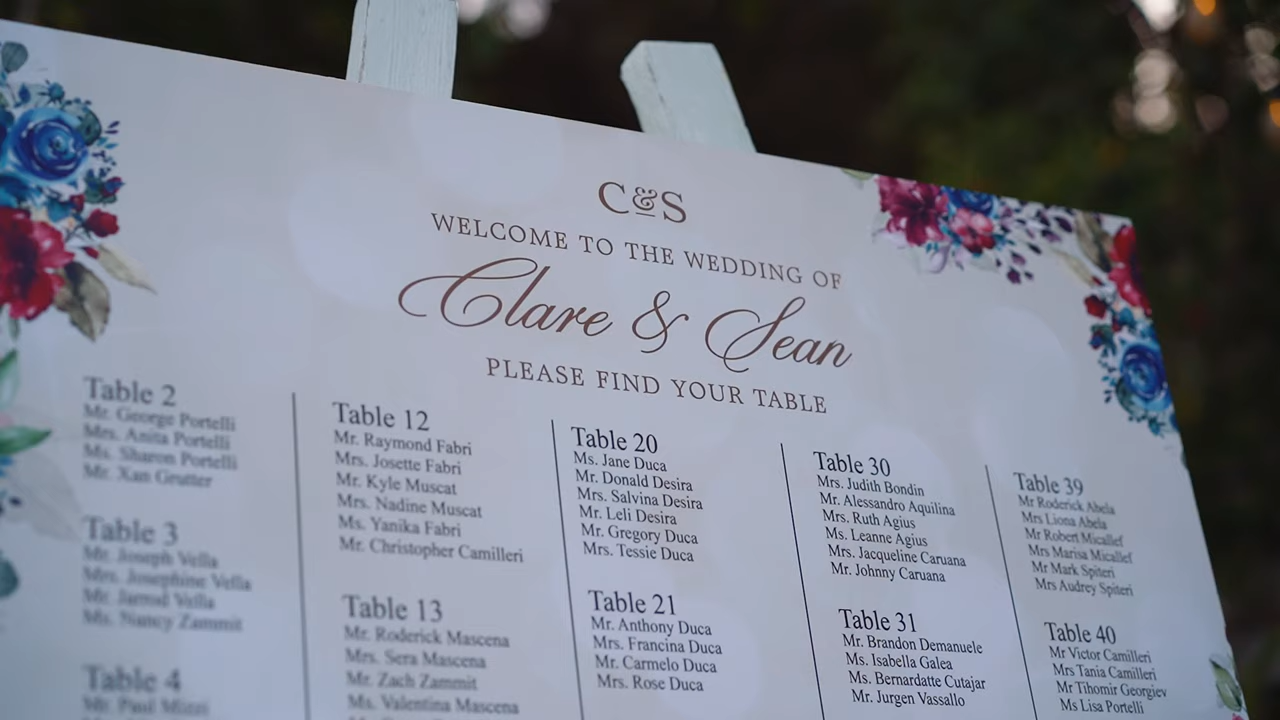 C&S
WELCOME TO THE WEDDING OF
Clare & Sean
PLEASE FIND YOUR TABLE
Table 2
Mr. George Portelli
Mrs. Anita Portelli
Ms. Sharon Portelli
Mr. Xan Grutter
Table 3
Mr. Joseph Vella
Mrs. Josephine Vella
Mr. Jarrod Vella
Ms. Nancy Zammit
Table 4
Mr. Paul
Table 12
Mr. Raymond Fabri
Mrs. Josette Fabri
Mr. Kyle Muscat
Mrs. Nadine Muscat
Ms. Yanika Fabri
Mr. Christopher Camilleri
Table 13
Mr. Roderick Mascena
Mrs. Sera Mascena
Mr. Zach Zammit
Ms. Valentina Mascena
Table 20
Ms. Jane Duca
Mr. Donald Desira
Mrs. Salvina Desira
Mr. Leli Desira
Mr. Gregory Duca
Mrs. Tessie Duca
Table 21
Mr. Anthony Duca
Mrs. Francina Duca
Mr. Carmelo Duca
Mrs. Rose Duca
Table 30
Mrs. Judith Bondin
Mr. Alessandro Aquilina
Mrs. Ruth Agius
Ms. Leanne Agius
Mrs. Jacqueline Caruana
Mr. Johnny Caruana
Table 31
Mr. Brandon Demanuele
Ms. Isabella Galea
Ms. Bernardatte Cutajar
Mr. Jurgen Vassallo
Table 39
Mr Roderick Abela
Mrs Liona Abela
Mr Robert Micallef
Mrs Marisa Micallef
Mr Mark Spiteri
Mrs Audrey Spiteri
Table 40
Mr Victor Camilleri
Mrs Tania Camilleri
Mr Tihomir Georgiev
Ms Lisa Portelli